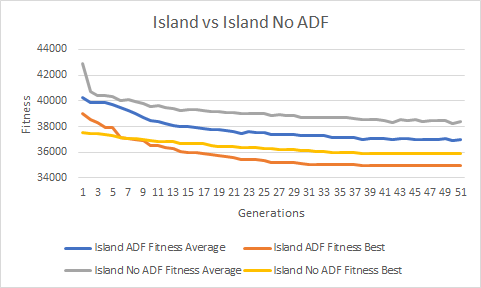 Island vs Island No ADF
44000
42000
40000
38000
36000
34000
Fitness
1 3 5 7 9 11 13 15 17 19 21 23 25 27 29 31 33 35 37 39 41 43 45 47 49 51
Generations
Island ADF Fitness Average Island ADF Fitness Best
Island No ADF Fitness Average Island No ADF Fitness Best